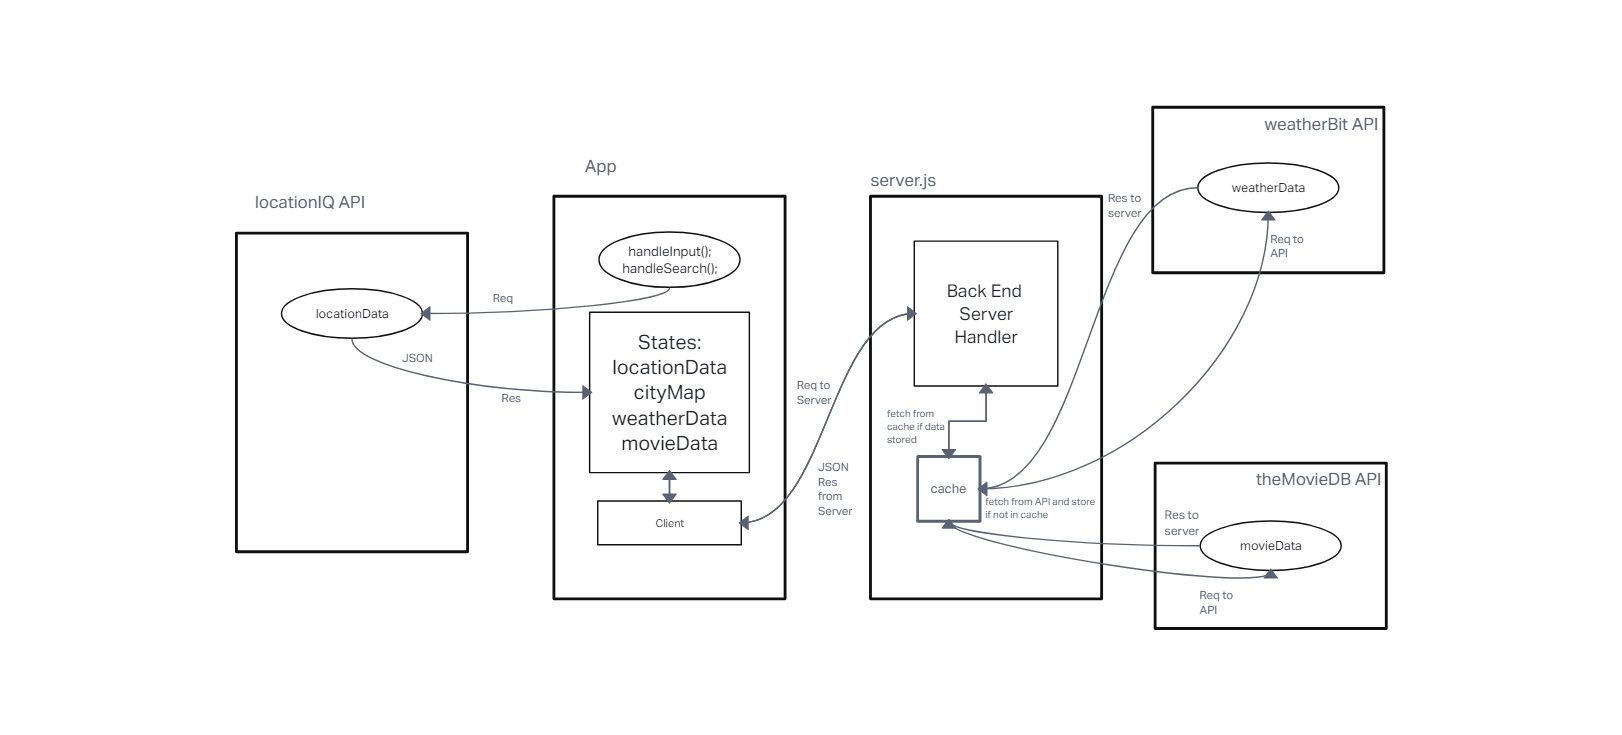 locationIQ API
locationData
Req
JSON
Res
App
handleInput();
handleSearch();
States:
locationData
cityMap
weatherData
movieData
Client
Req to
Server
JSON
Res
from
Server
server.js
Back End
Server
Handler
fetch from
cache if data
stored
cache
fetch from API and store
if not in cache
weatherBit API
weatherData
Res to
server
Req to
API
theMovieDB API
Res to
server
movieData
Req to
API